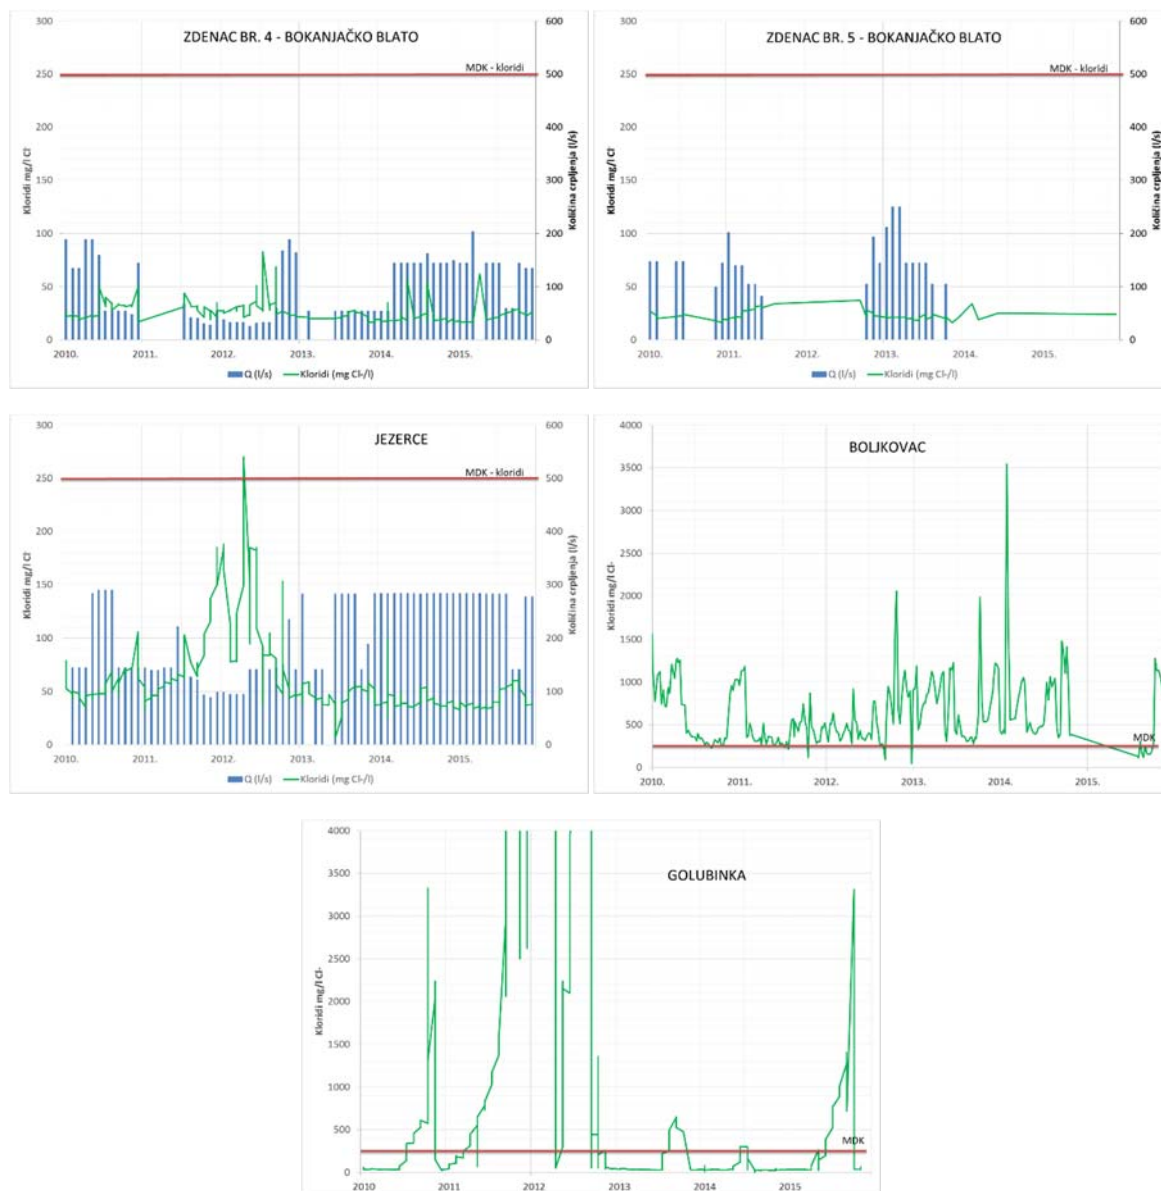 ZDENAC BR. 4 - BOKANJAČKO BLATO
MDK - kloridi
Kloridi mg/l Cl
Količina crpljenja (l/s)
300
250
200
150
100
50
0
600
500
400
300
200
100
0
2010. 2011. 2012. 2013. 2014. 2015.
Q (l/s) Kloridi (mg Cl-/l)
ZDENAC BR. 5 - BOKANJAČKO BLATO
MDK - kloridi
Kloridi mg/l Cl
Količina crpljenja (l/s)
300
250
200
150
100
50
0
600
500
400
300
200
100
0
2010. 2011. 2013. 2014. 2015.
Q (l/s) Kloridi (mg Cl-/l)
JEZERCE
MDK - kloridi
Kloridi mg/l Cl
Količina crpljenja (l/s)
300
250
200
150
100
50
0
600
500
400
300
200
100
0
2010. 2011. 2012. 2013. 2014. 2015.
Q (l/s) Kloridi (mg Cl-/l)
BOLJKOVAC
MDK
Kloridi mg/l Cl-
4000
3500
3000
2500
2000
1500
1000
500
0
2010. 2011. 2012. 2013. 2014. 2015.
GOLUBINKA
MDK
Kloridi mg/l Cl-
4000
3500
3000
2500
2000
1500
1000
500
0
2010 2011 2012 2013 2014 2015